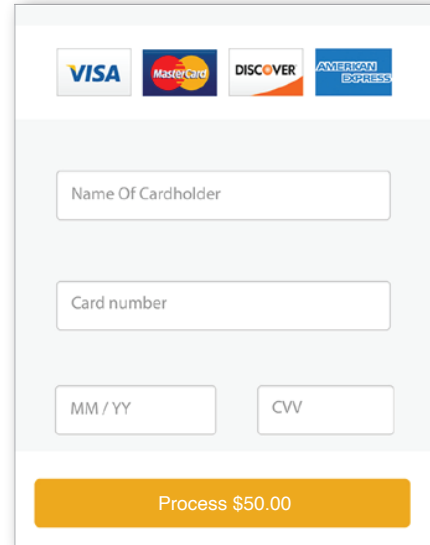 VISA MasterCard DISCOVER AMERICAN EXPRESS
Name Of Cardholder
Card number
MM / YY CVV
Process $50.00